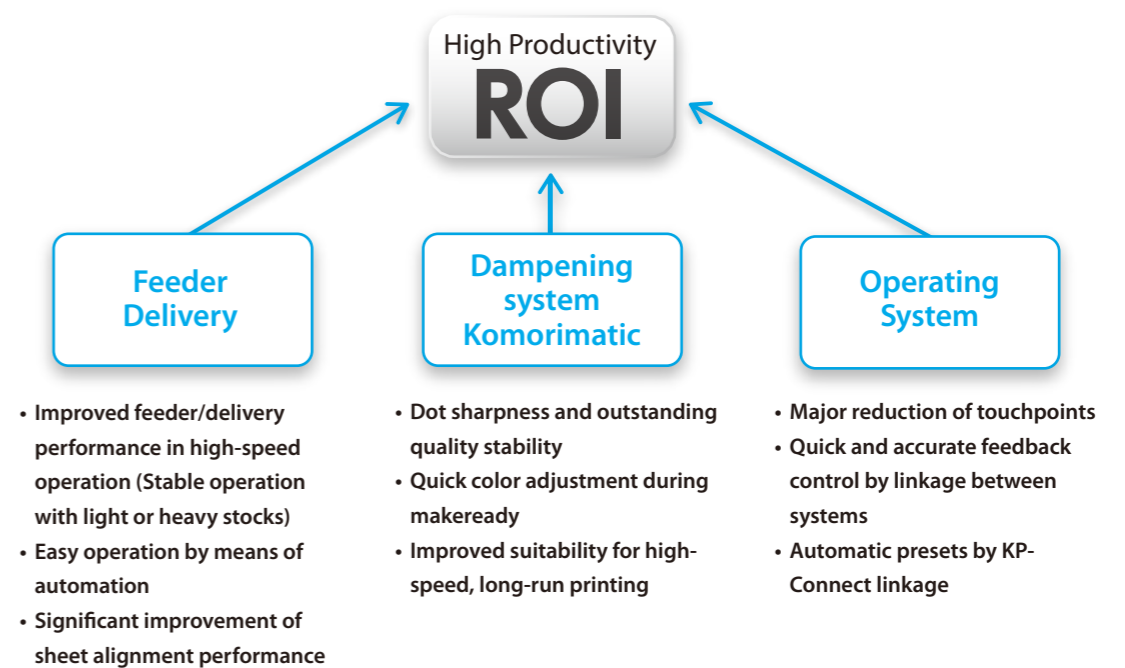 High Productivity
ROI
Feeder
Delivery
Dampening
system
Komorimatic
Operating
System
• Improved feeder/delivery
performance in high-speed
operation (Stable operation
with light or heavy stocks)
• Easy operation by means of
automation
• Significant improvement of
sheet alignment performance
• Dot sharpness and outstanding
quality stability
• Quick color adjustment during
makeready
• Improved suitability for high-
speed, long-run printing
• Major reduction of touchpoints
• Quick and accurate feedback
control by linkage between
systems
• Automatic presets by KP-
Connect linkage